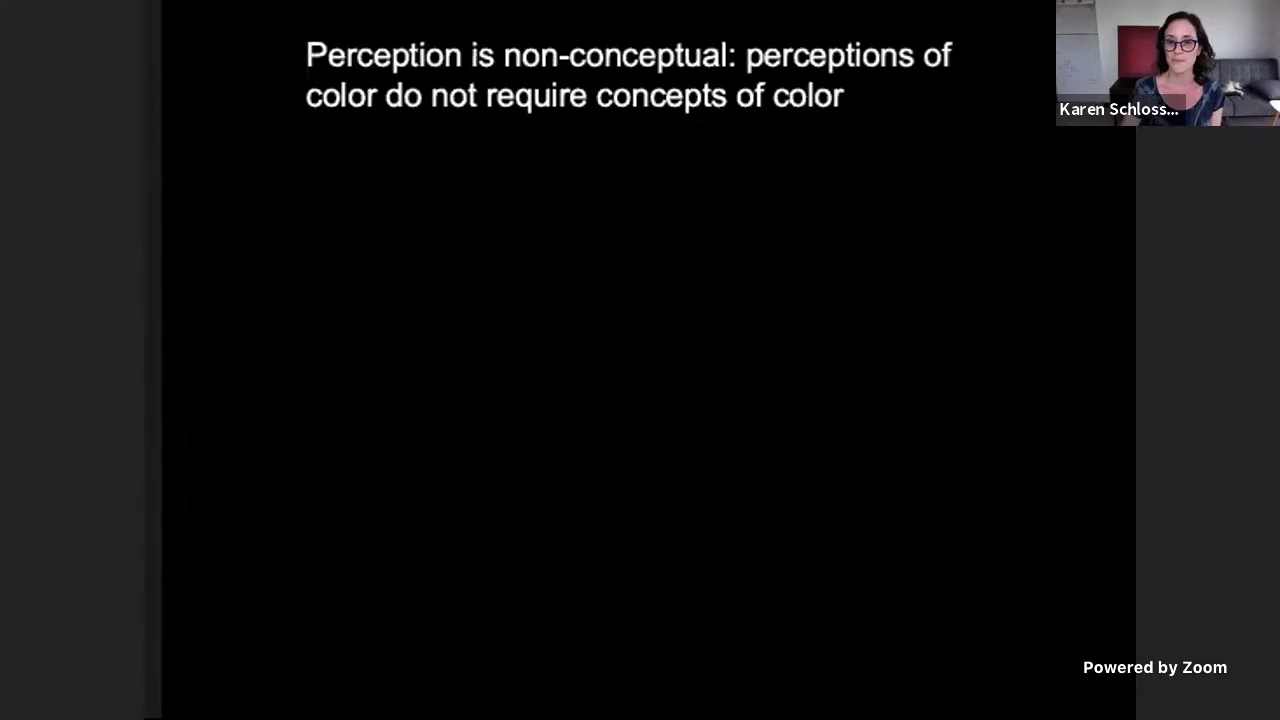 Perception is non-conceptual: perceptions of
color do not require concepts of color
Karen Schloss...
Powered by Zoom